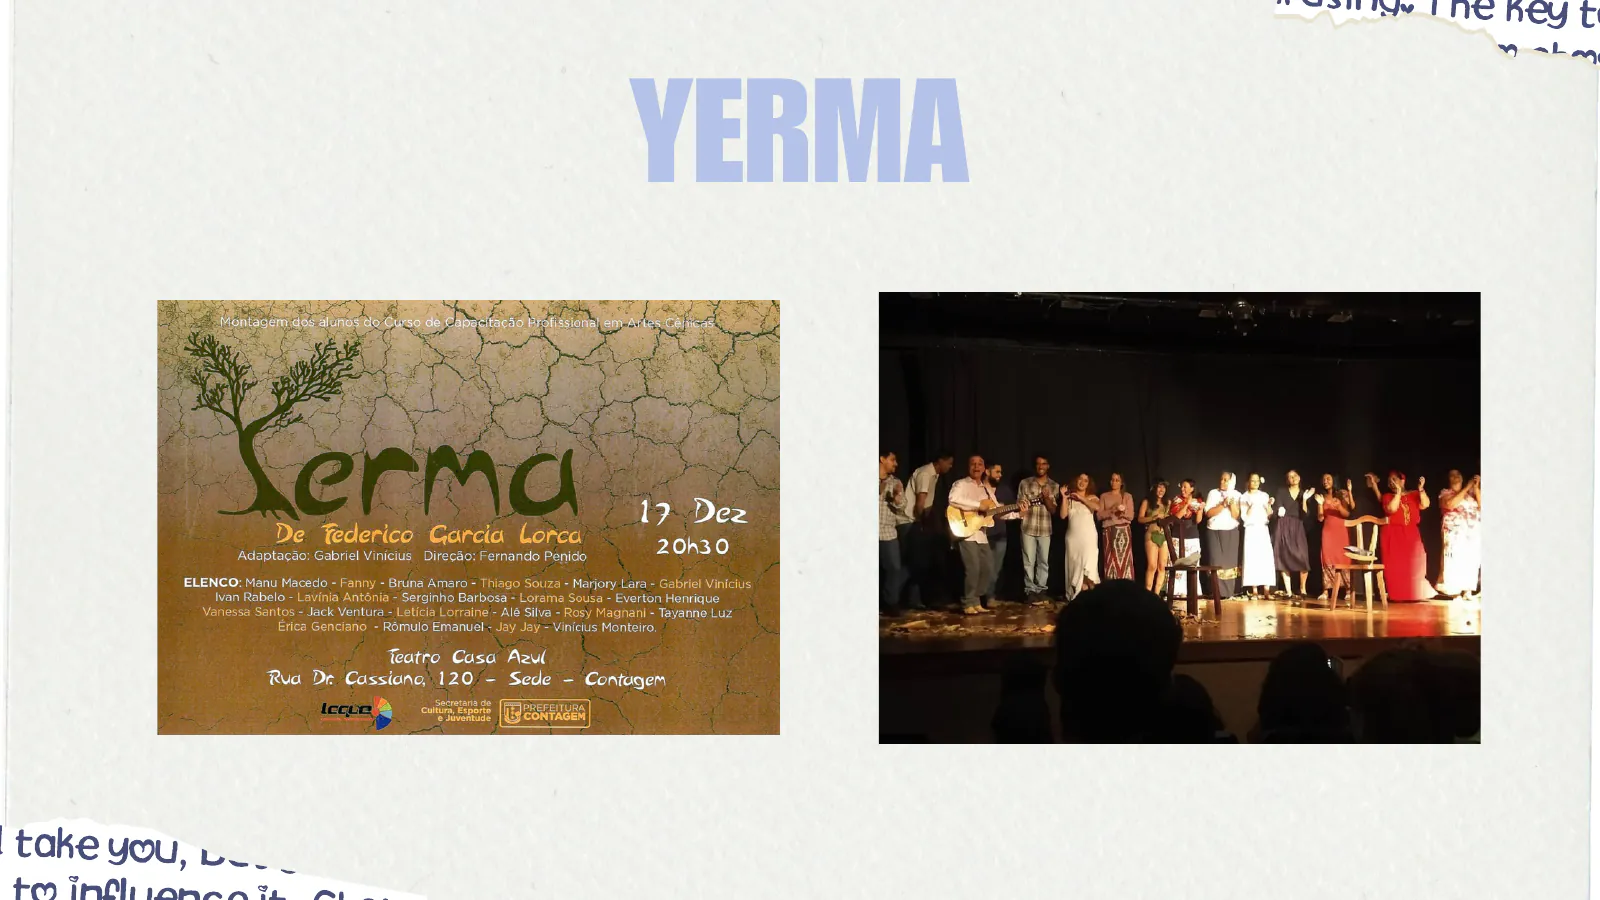 The key t
YERMA
Montagem dos alunos do Curso de Capacitação Profissional em Artes Cênicas
Yerma
De Federico García Lorca
Adaptação: Gabriel Vinícius Direção: Fernando Penido
17 Dez
20h30
ELENCO: Manu Macedo - Fanny - Bruna Amaro - Thiago Souza - Marjory Lara - Gabriel Vinícius
Ivan Rabelo - Lavínia Antônia - Serginho Barbosa - Lorama Sousa - Everton Henrique
Vanessa Santos - Jack Ventura - Letícia Lorraine - Alê Silva - Rosy Magnani - Tayanne Luz
Érica Genciano - Rômulo Emanuel - Jay Jay - Vinícius Monteiro.
Teatro Casa Azul
Rua Dr. Cassiano, 120 - Sede - Contagem
Secretaria de
Cultura, Esporte
e Juventude
PREFEITURA
CONTAGEM
take you,
to influence it.